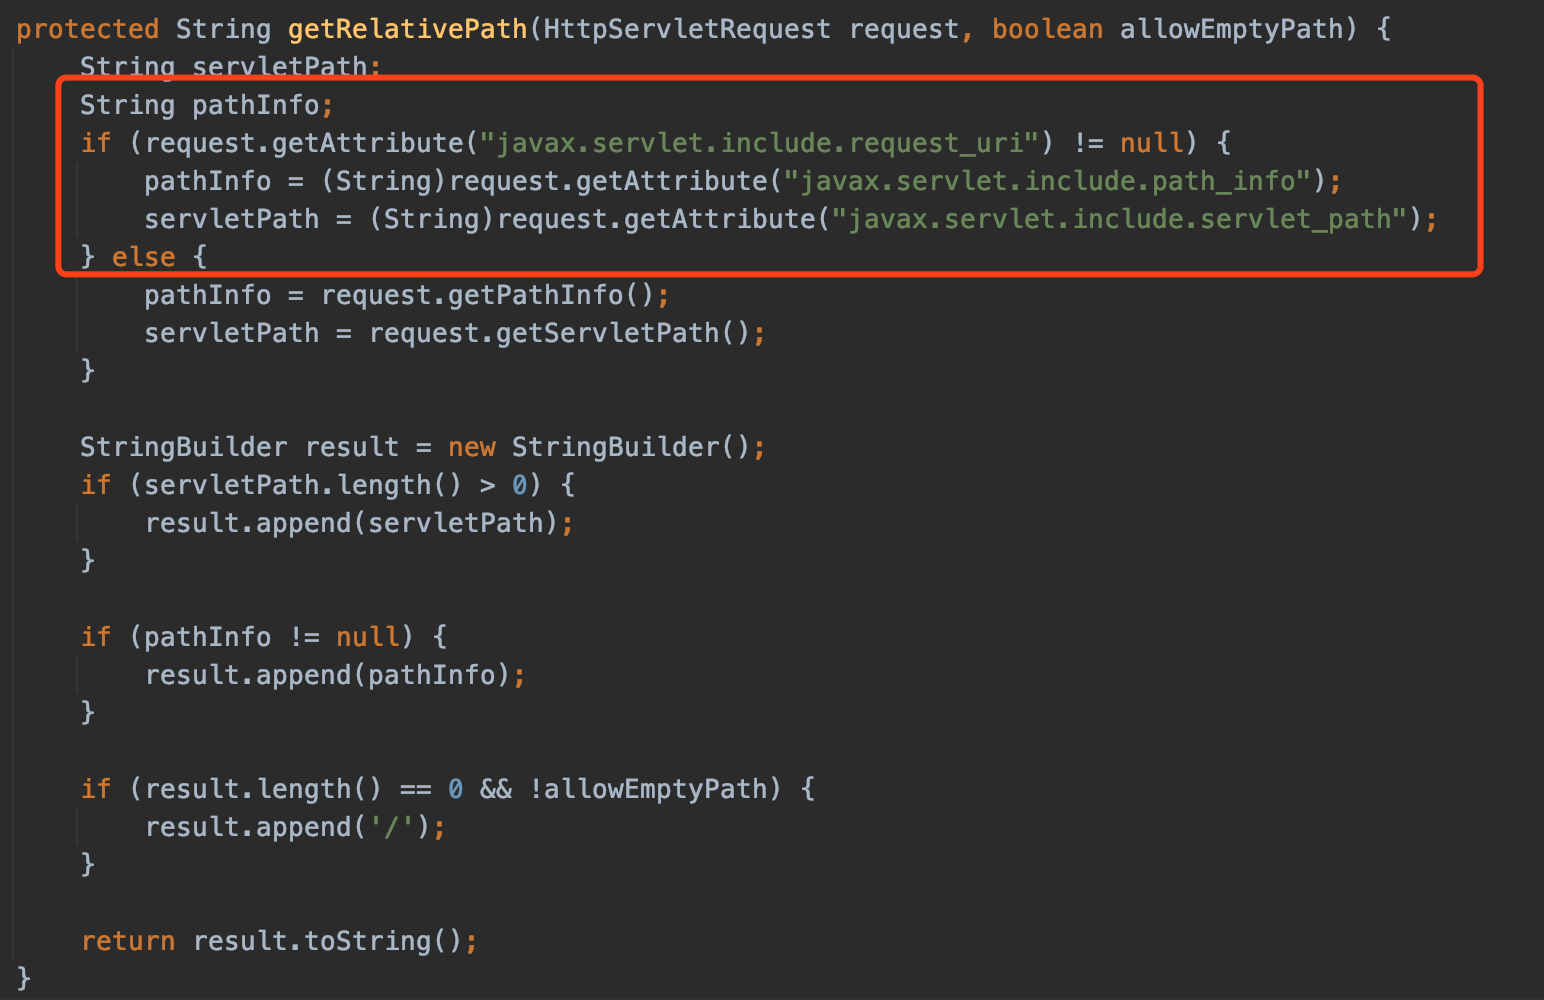 protected String getRelativePath(HttpServletRequest request, boolean allowEmptyPath) {
    String servletPath;
    String pathInfo;
    if (request.getAttribute("javax.servlet.include.request_uri") != null) {
        pathInfo = (String)request.getAttribute("javax.servlet.include.path_info");
        servletPath = (String)request.getAttribute("javax.servlet.include.servlet_path");
    } else {
        pathInfo = request.getPathInfo();
        servletPath = request.getServletPath();
    }

    StringBuilder result = new StringBuilder();
    if (servletPath.length() > 0) {
        result.append(servletPath);
    }

    if (pathInfo != null) {
        result.append(pathInfo);
    }

    if (result.length() == 0 && !allowEmptyPath) {
        result.append('/');
    }

    return result.toString();
}